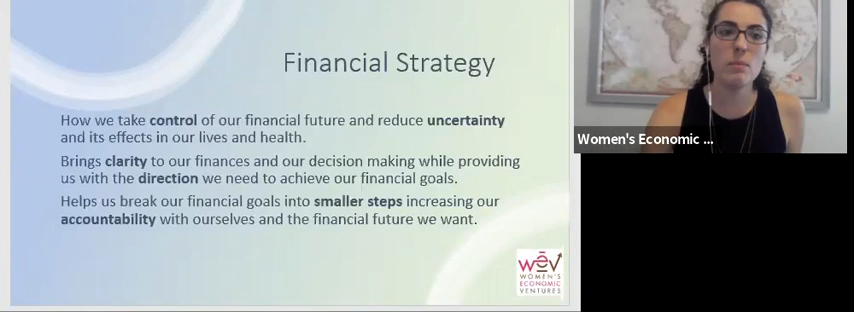 Financial Strategy
How we take control of our financial future and reduce uncertainty
and its effects in our lives and health.
Brings clarity to our finances and our decision making while providing
us with the direction we need to achieve our financial goals.
Helps us break our financial goals into smaller steps increasing our
accountability with ourselves and the financial future we want.
wev
WOMEN'S
ECONOMIC
VENTURES
Women's Economic ...